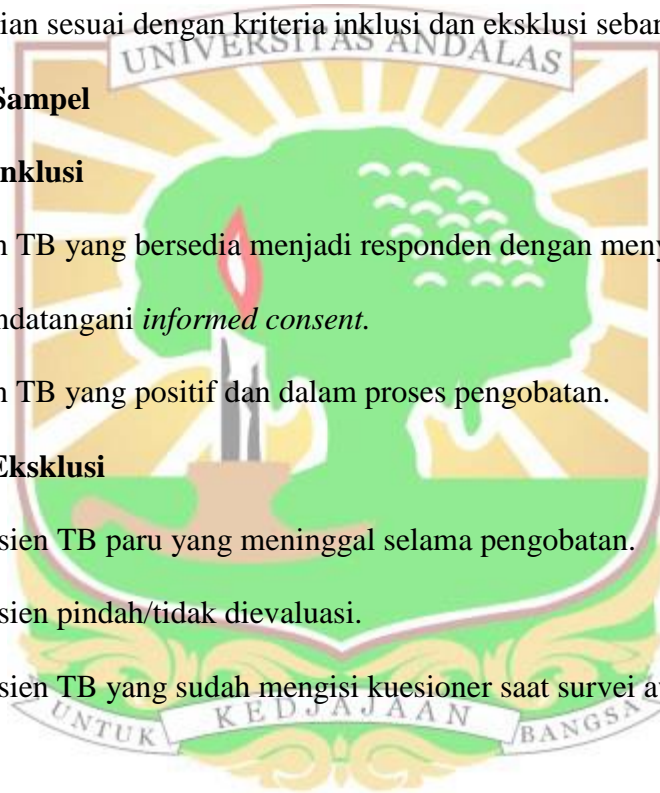 ian sesuai dengan kriteria inklusi dan eksklusi sebar
UNIVERSITAS ANDALAS
Sampel
nklusi
n TB yang bersedia menjadi responden dengan meny
ndatangani informed consent.
n TB yang positif dan dalam proses pengobatan.
Eksklusi
sien TB paru yang meninggal selama pengobatan.
sien pindah/tidak dievaluasi.
sien TB yang sudah mengisi kuesioner saat survei a
UNTUK KEDJAJAAN BANGSA